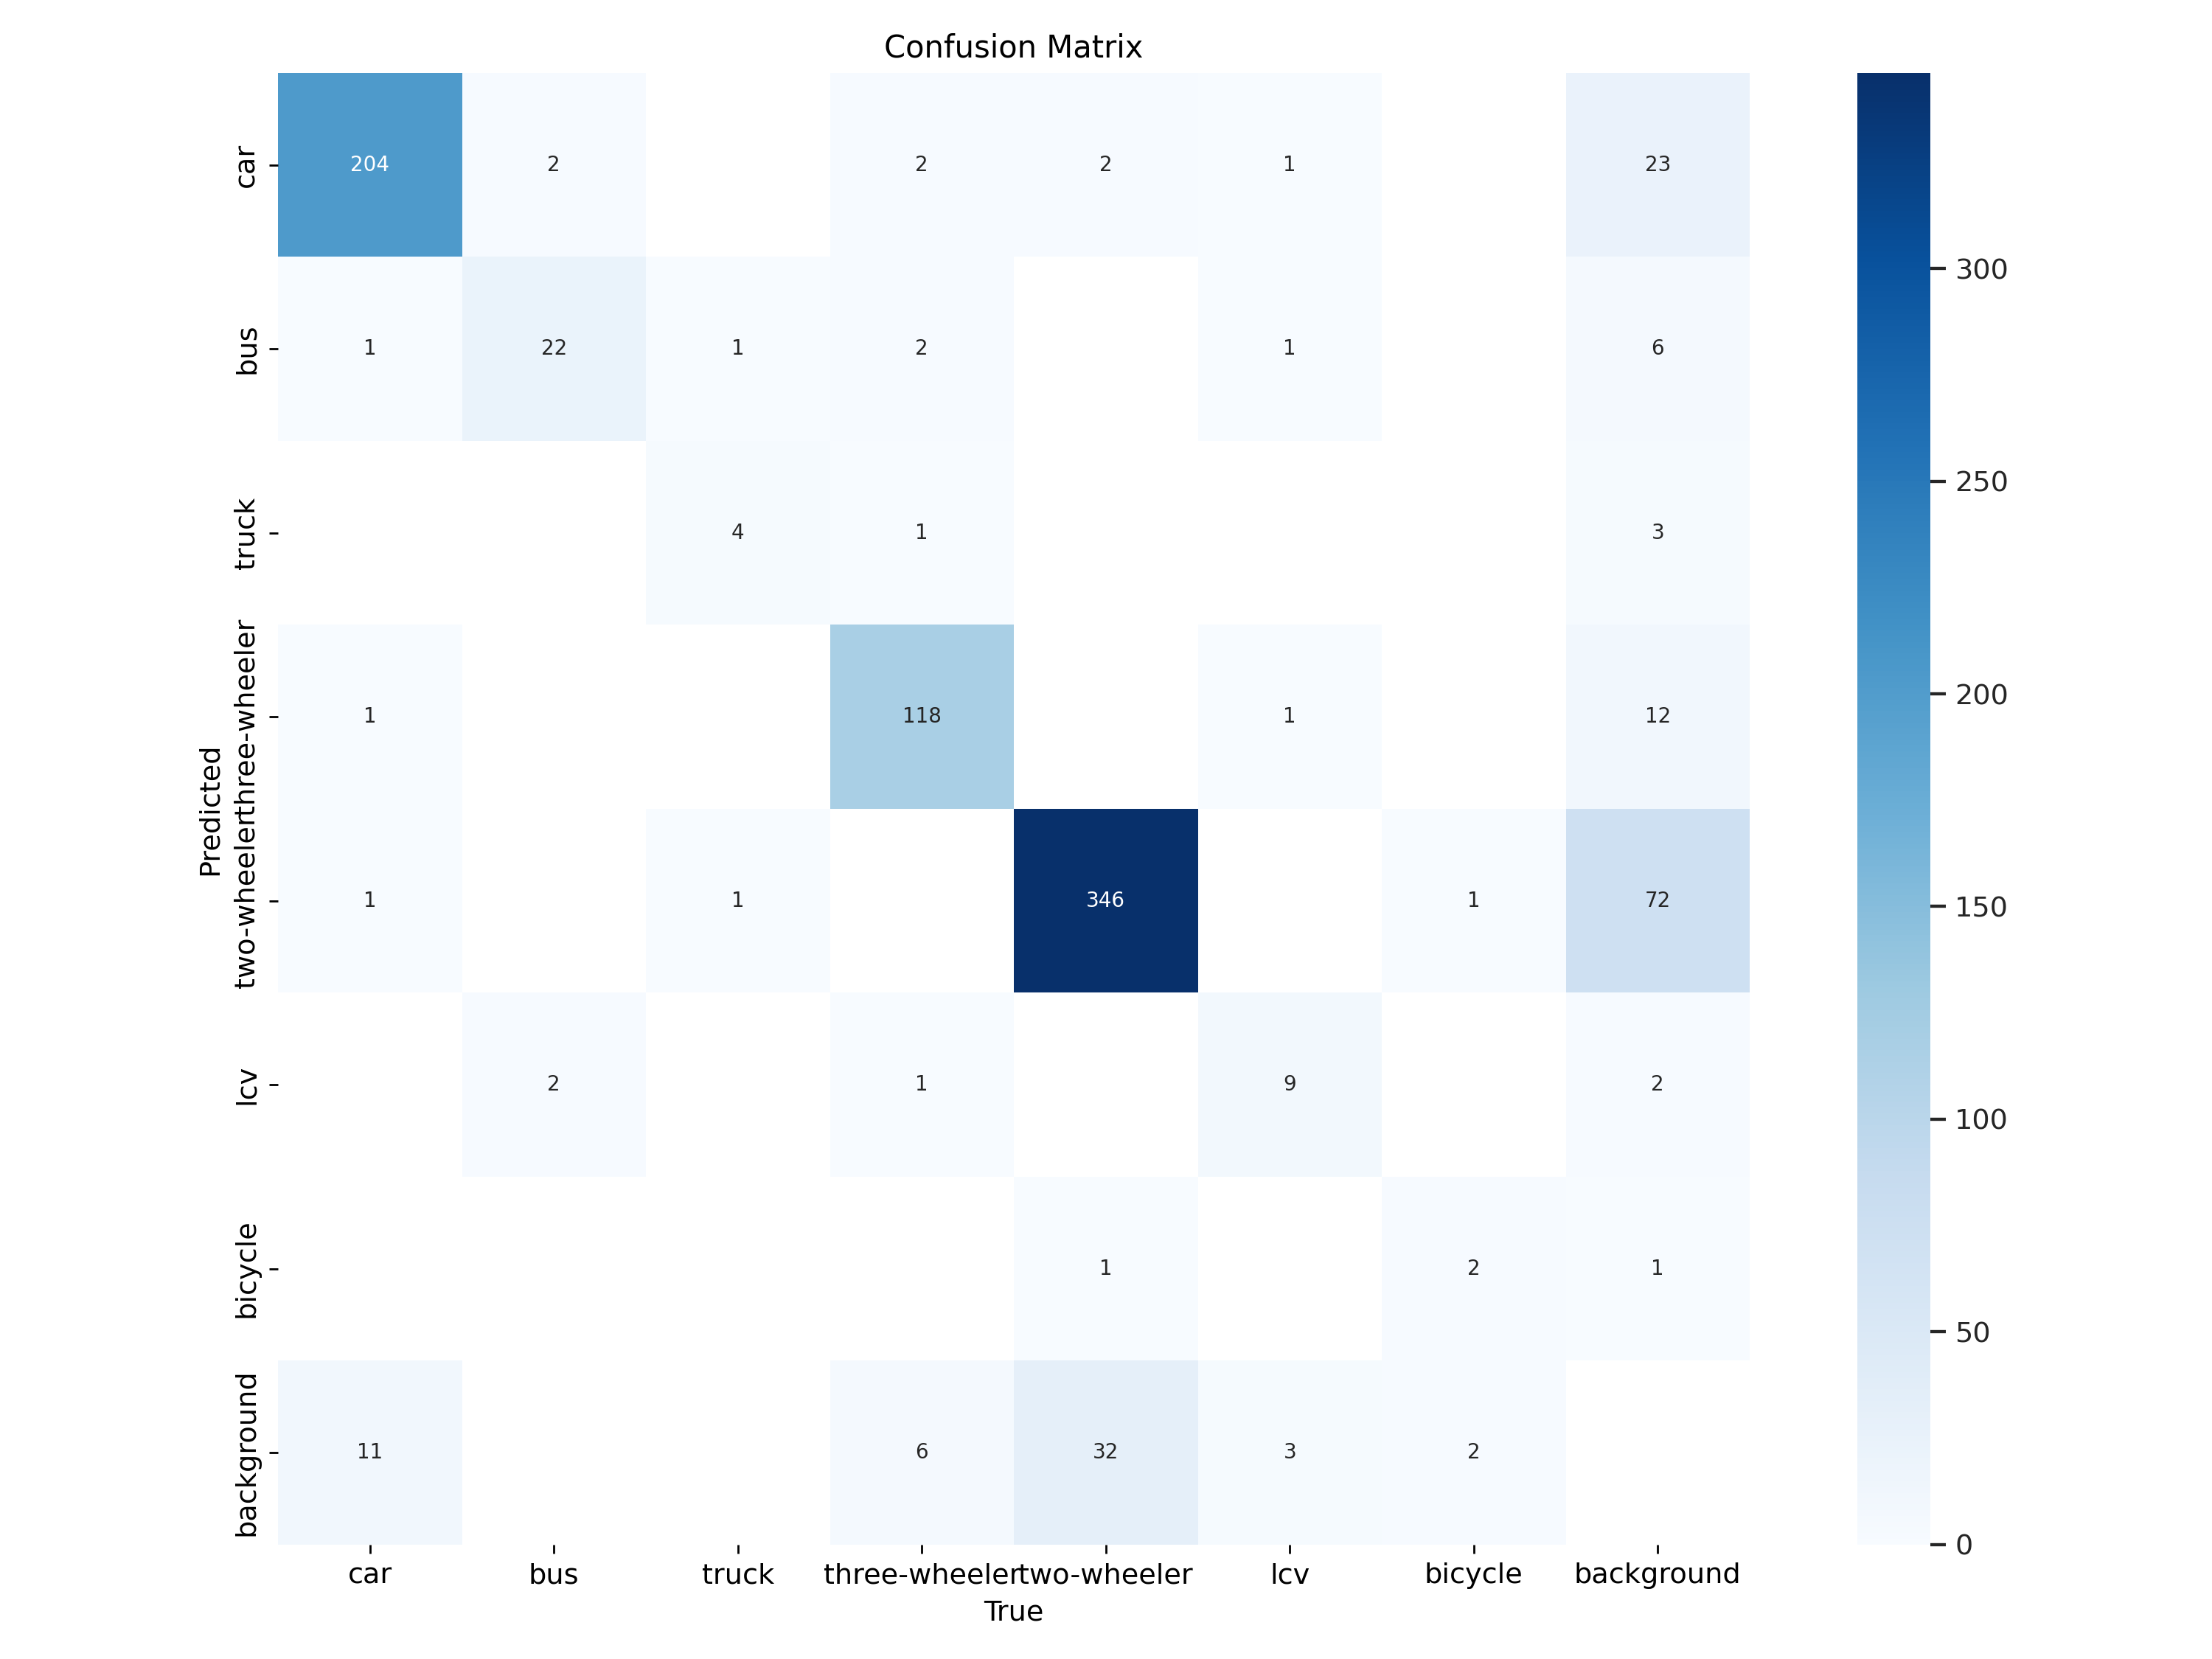 Confusion Matrix
car 204 2 2 2 1 23
bus 1 22 1 2 1 6
truck 4 1 3
three-wheeler 1 118 1 12
two-wheeler 1 1 346 1 72
lcv 2 1 9 2
bicycle 1 2 1
background 11 6 32 3 2
Predicted
car bus truck three-wheeler two-wheeler lcv bicycle background
True
300
250
200
150
100
50
0